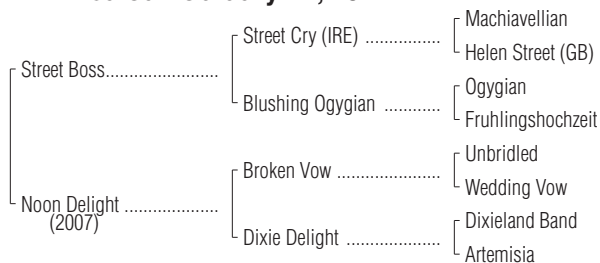 Machiavellian
Street Cry (IRE) ................
Helen Street (GB)
Street Boss........................
Ogygian
Blushing Ogygian ............
Fruhlingshochzeit
Unbridled
Broken Vow ......................
Wedding Vow
Noon Delight ....................
(2007)
Dixieland Band
Dixie Delight ....................
Artemisia